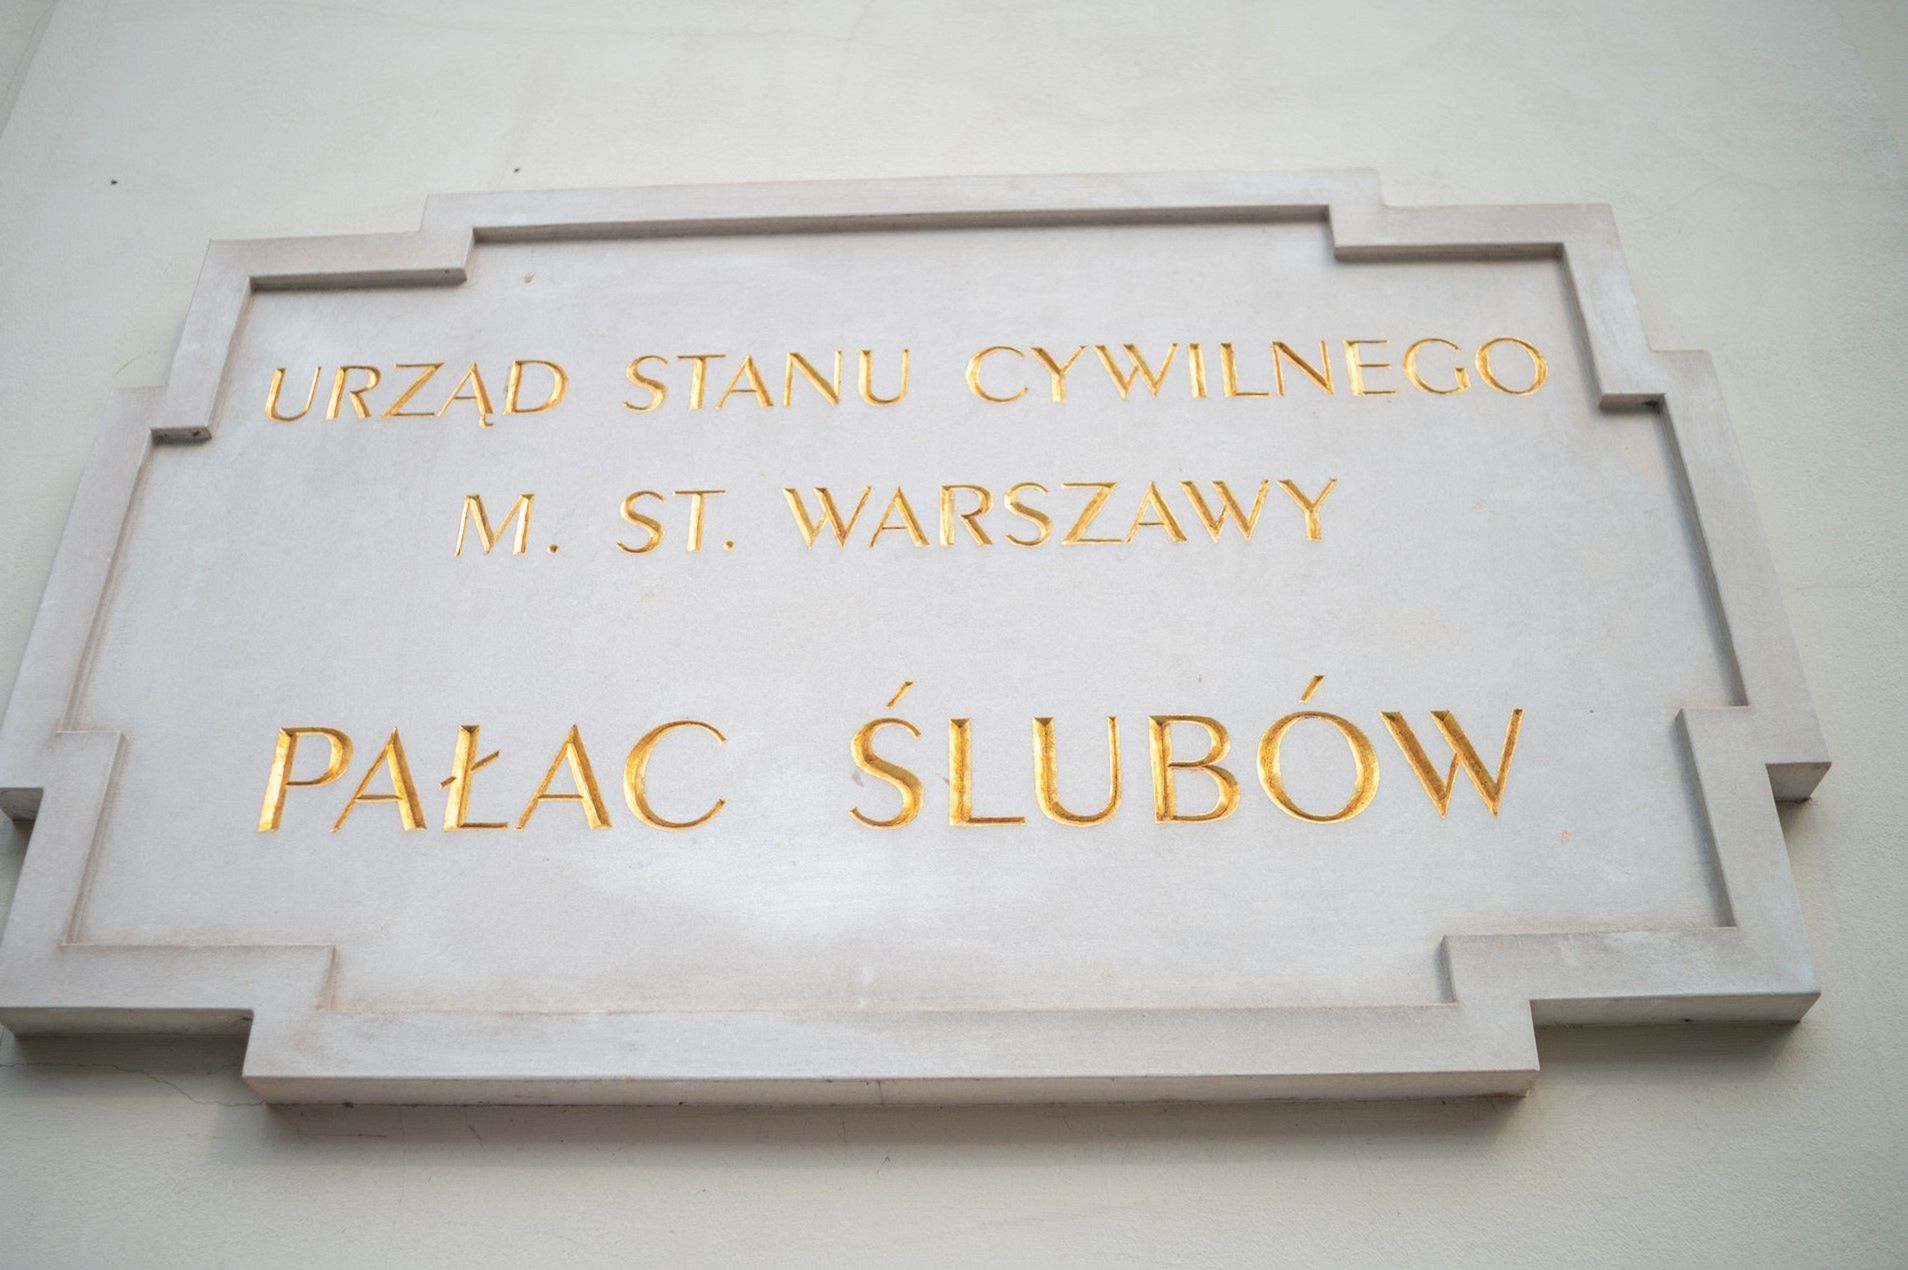 URZĄD STANU CYWILNEGO
M. ST. WARSZAWY
PAŁAC ŚLUBÓW